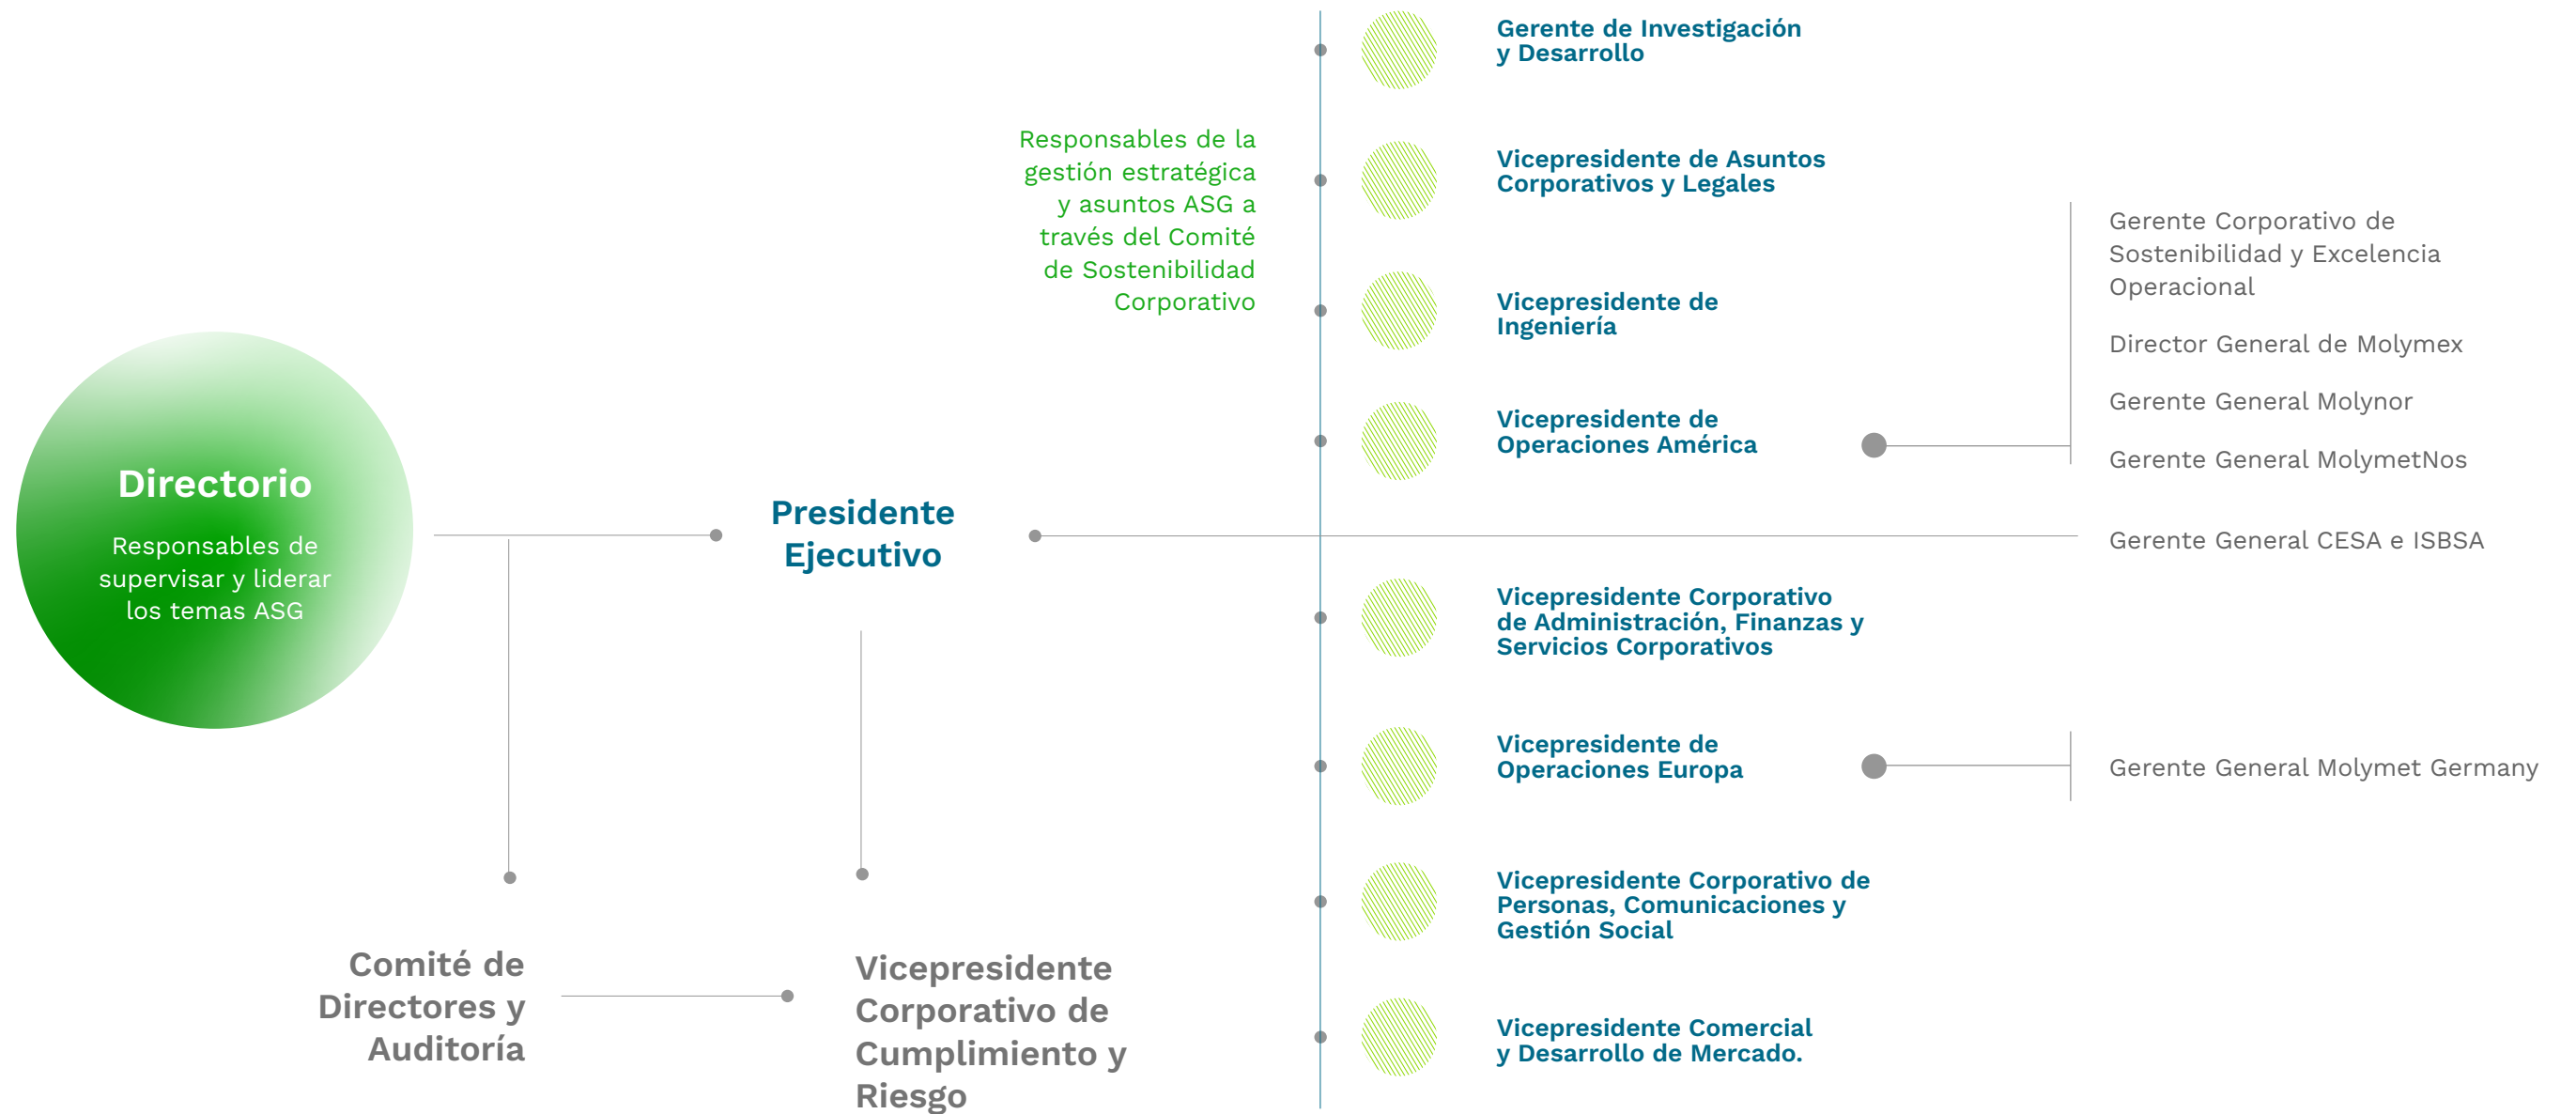 Directorio
Responsables de
supervisar y liderar
los temas ASG
Presidente
Ejecutivo
Comité de
Directores y
Auditoría
Vicepresidente
Corporativo de
Cumplimiento y
Riesgo
Responsables de la
gestión estratégica
y asuntos ASG a
través del Comité
de Sostenibilidad
Corporativo
Gerente de Investigación
y Desarrollo
Vicepresidente de Asuntos
Corporativos y Legales
Vicepresidente de
Ingeniería
Vicepresidente de
Operaciones América
Vicepresidente Corporativo
de Administración, Finanzas y
Servicios Corporativos
Vicepresidente de
Operaciones Europa
Vicepresidente Corporativo de
Personas, Comunicaciones y
Gestión Social
Vicepresidente Comercial
y Desarrollo de Mercado.
Gerente Corporativo de
Sostenibilidad y Excelencia
Operacional
Director General de Molymex
Gerente General Molynor
Gerente General MolymetNos
Gerente General CESA e ISBSA
Gerente General Molymet Germany